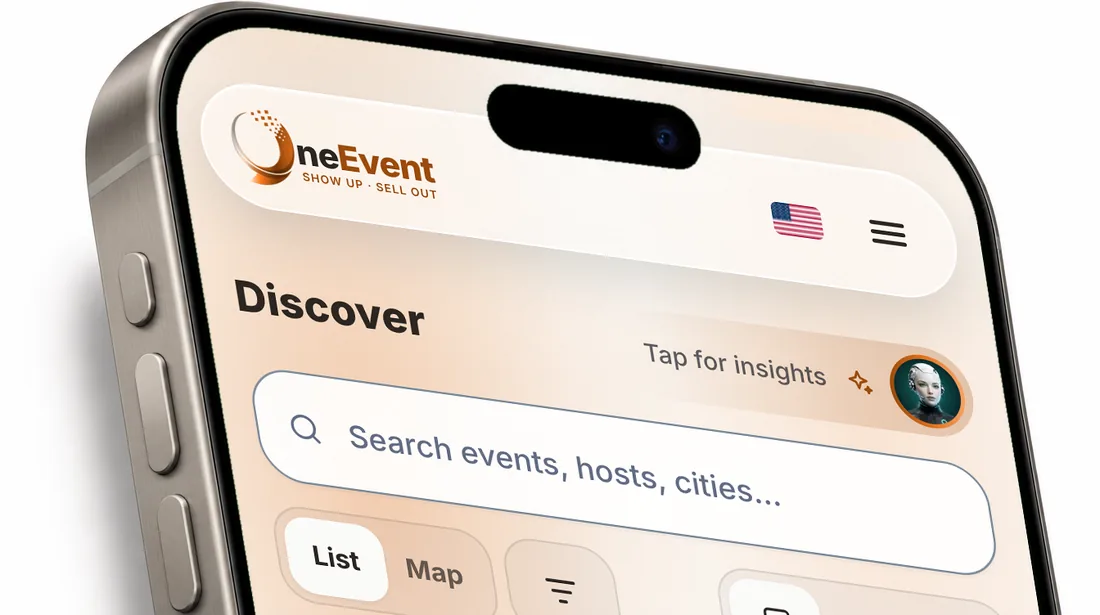 OneEvent
SHOW UP · SELL OUT
Discover
Tap for insights
Search events, hosts, cities...
List
Map